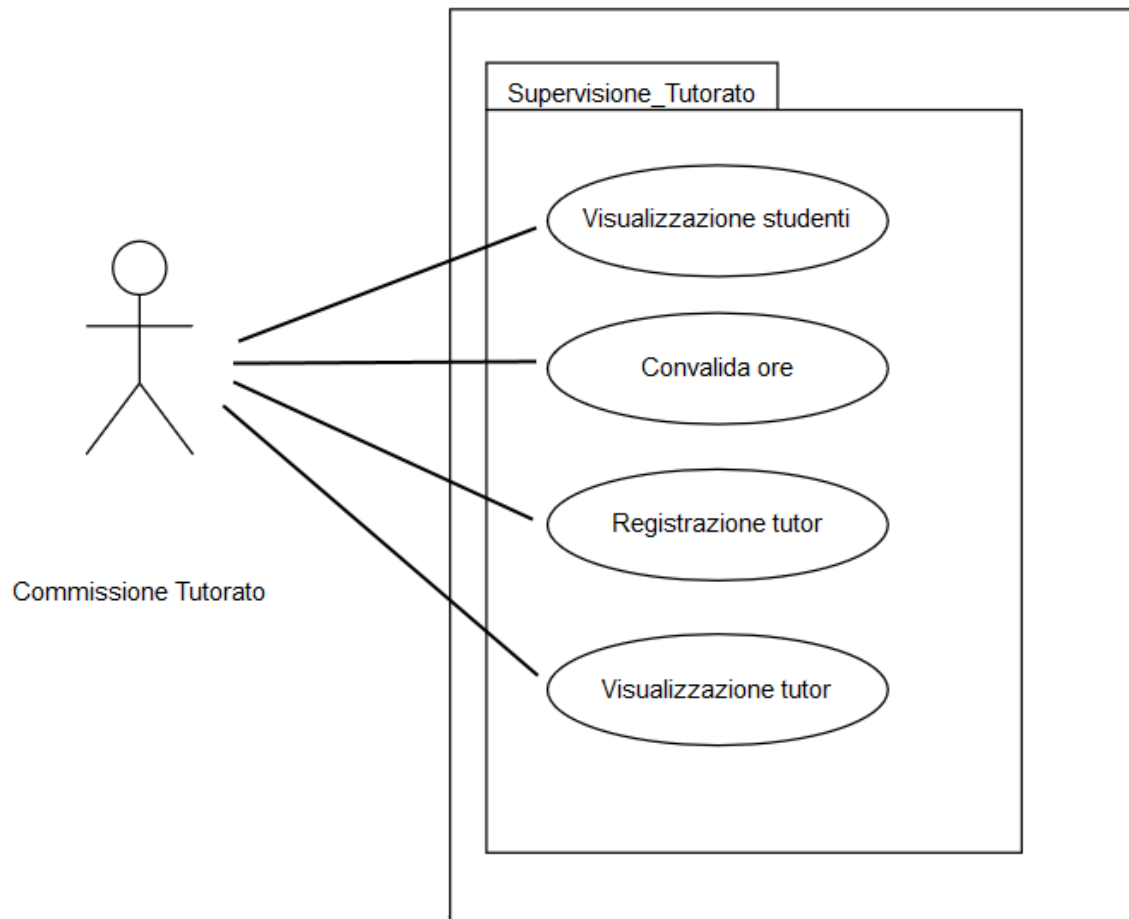 Supervisione_Tutorato
Visualizzazione studenti
Convalida ore
Registrazione tutor
Commissione Tutorato
Visualizzazione tutor